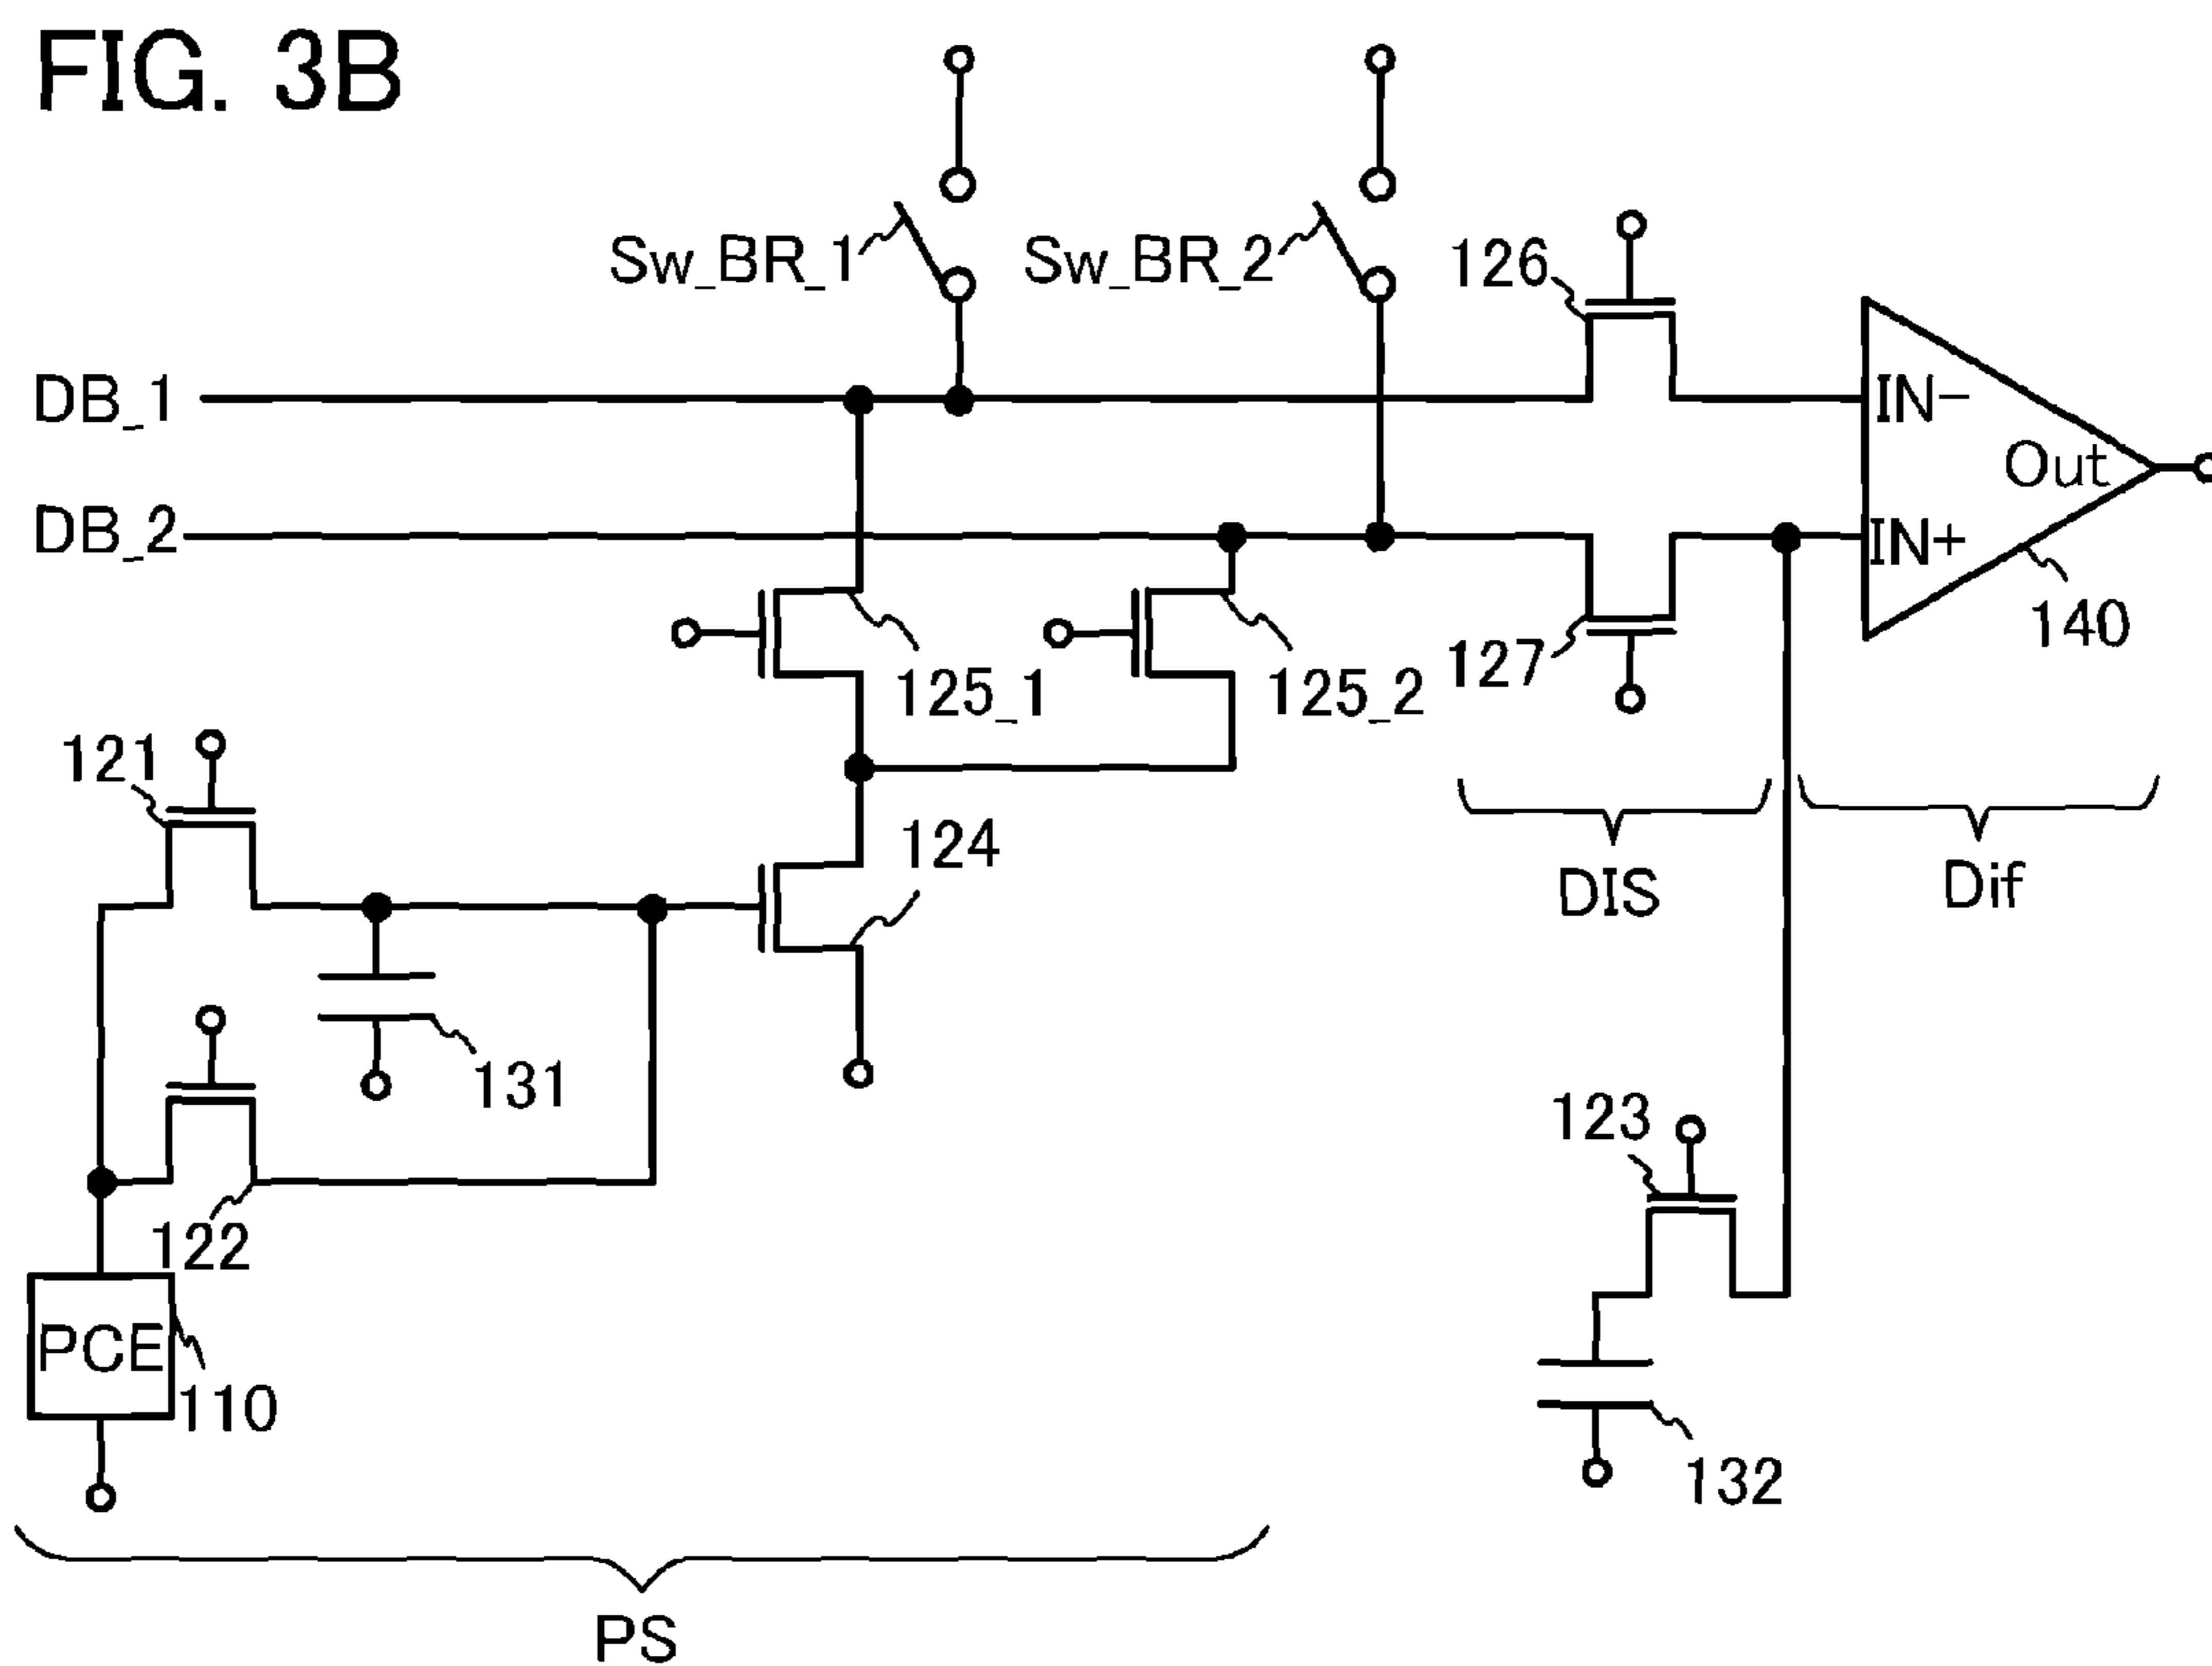 FIG. 3B
Sw_BR_1
Sw_BR_2
126
DB_1
IN-
Out
DB_2
IN+
140
127
125_1
125_2
121
124
DIS
Dif
131
123
122
PCE
110
132
PS